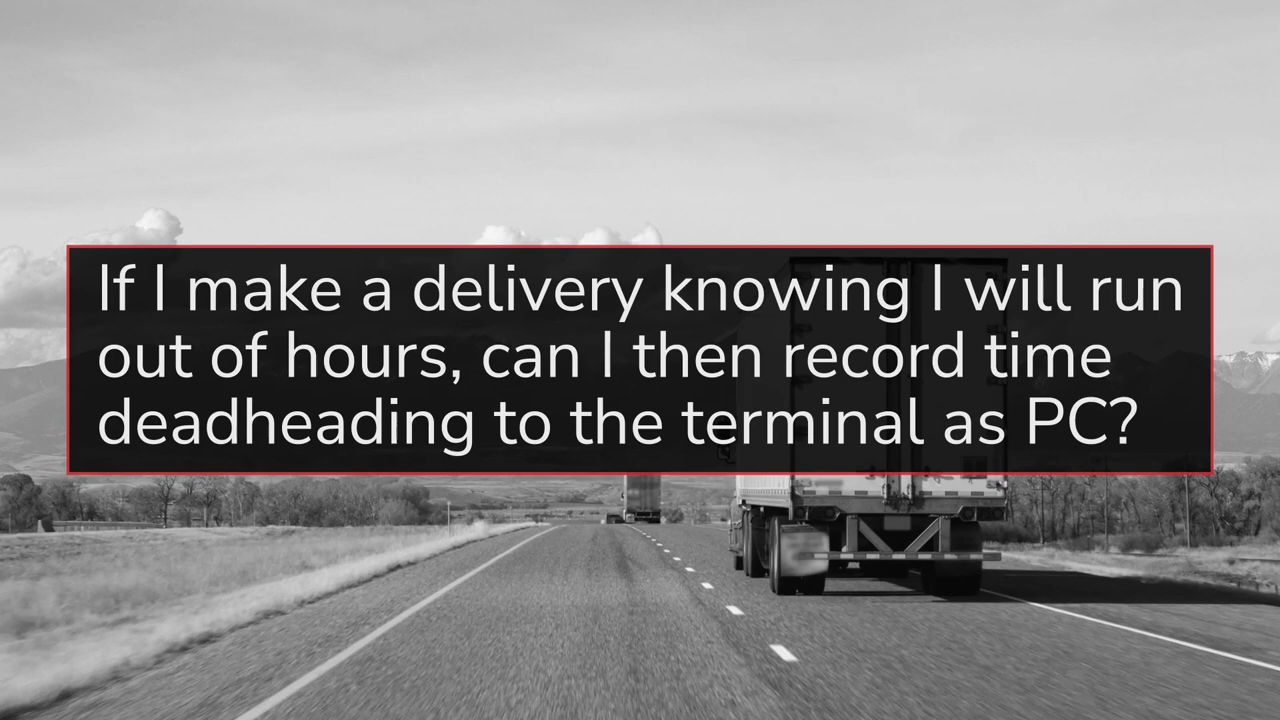 If I make a delivery knowing I will run
out of hours, can I then record time
deadheading to the terminal as PC?